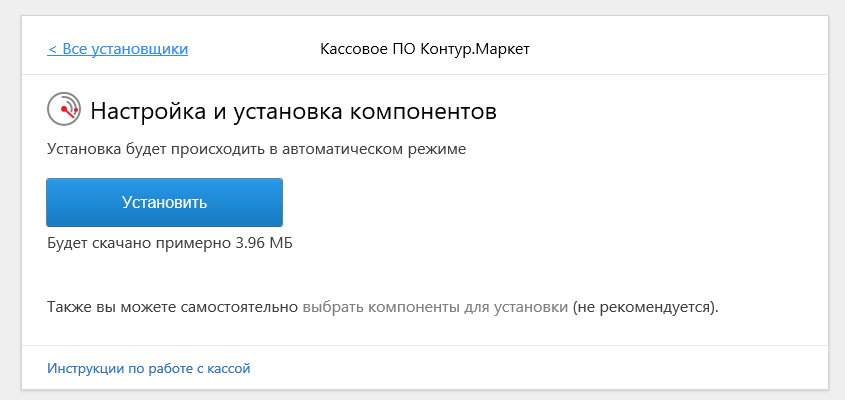 < Все установщики
Кассовое ПО Контур.Маркет
Настройка и установка компонентов
Установка будет происходить в автоматическом режиме
Установить
Будет скачано примерно 3.96 МБ
Также вы можете самостоятельно выбрать компоненты для установки (не рекомендуется).
Инструкции по работе с кассой